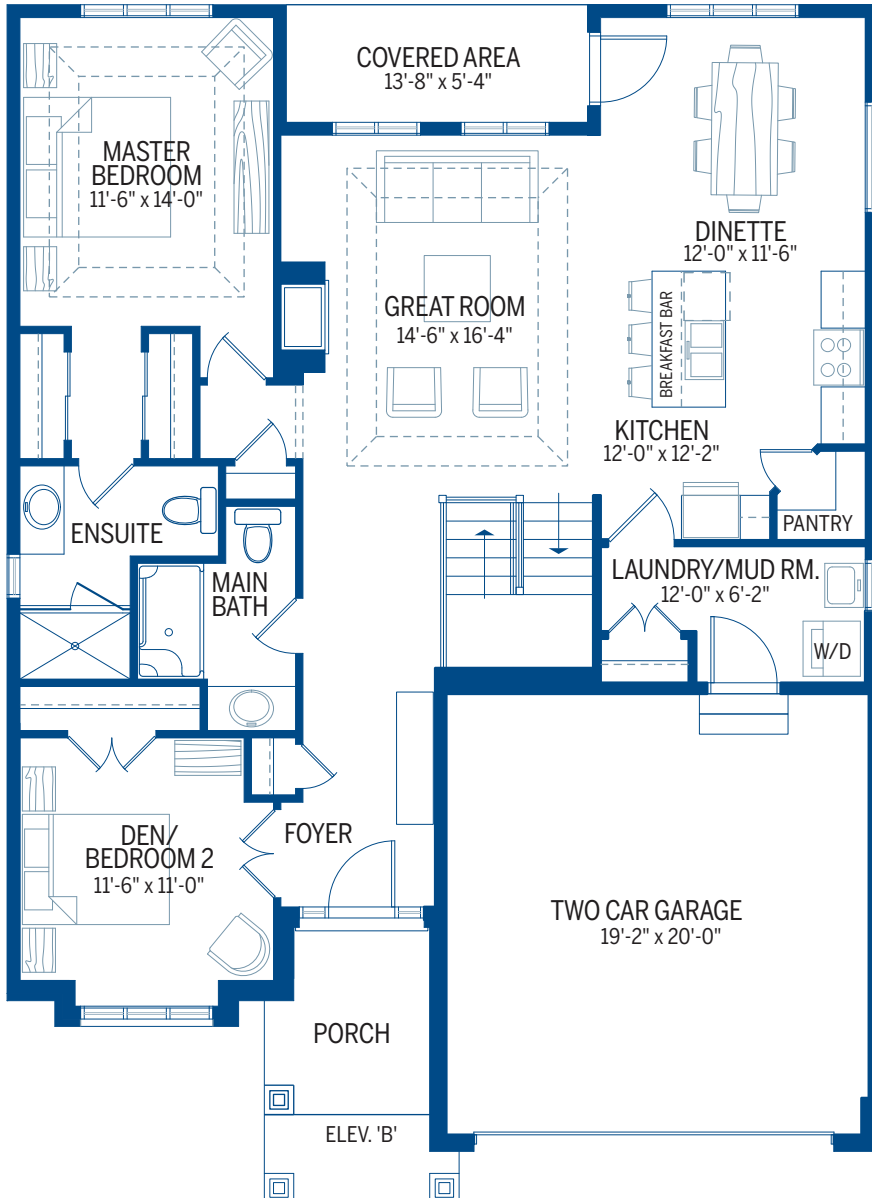 COVERED AREA
13'-8" x 5'-4"
MASTER
BEDROOM
11'-6" x 14'-0"
DINETTE
12'-0" x 11'-6"
GREAT ROOM
14'-6" x 16'-4"
BREAKFAST BAR
KITCHEN
12'-0" x 12'-2"
PANTRY
ENSUITE
MAIN
BATH
LAUNDRY/MUD RM.
12'-0" x 6'-2"
W/D
DEN/
BEDROOM 2
11'-6" x 11'-0"
FOYER
TWO CAR GARAGE
19'-2" x 20'-0"
PORCH
ELEV. 'B'